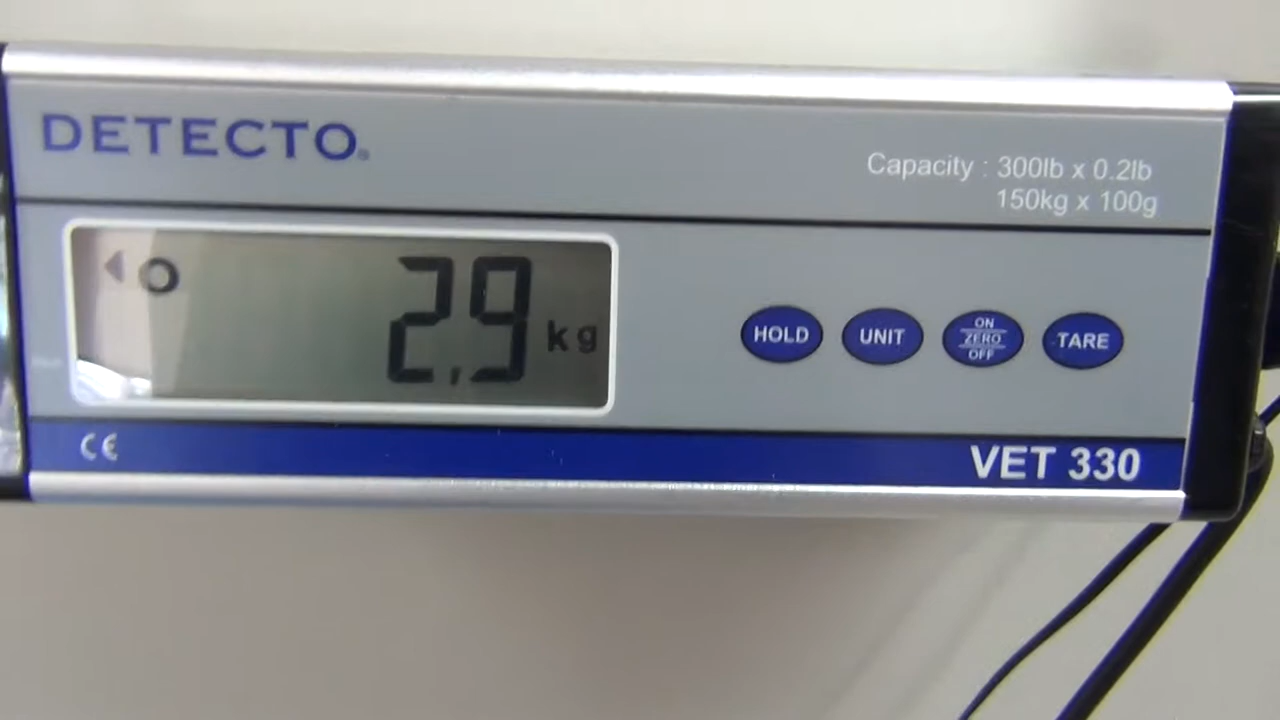 DETECTO®
Capacity : 300lb x 0.2lb
150kg x 100g
2,9 kg
HOLD
UNIT
ON
ZERO
OFF
TARE
CE
VET 330